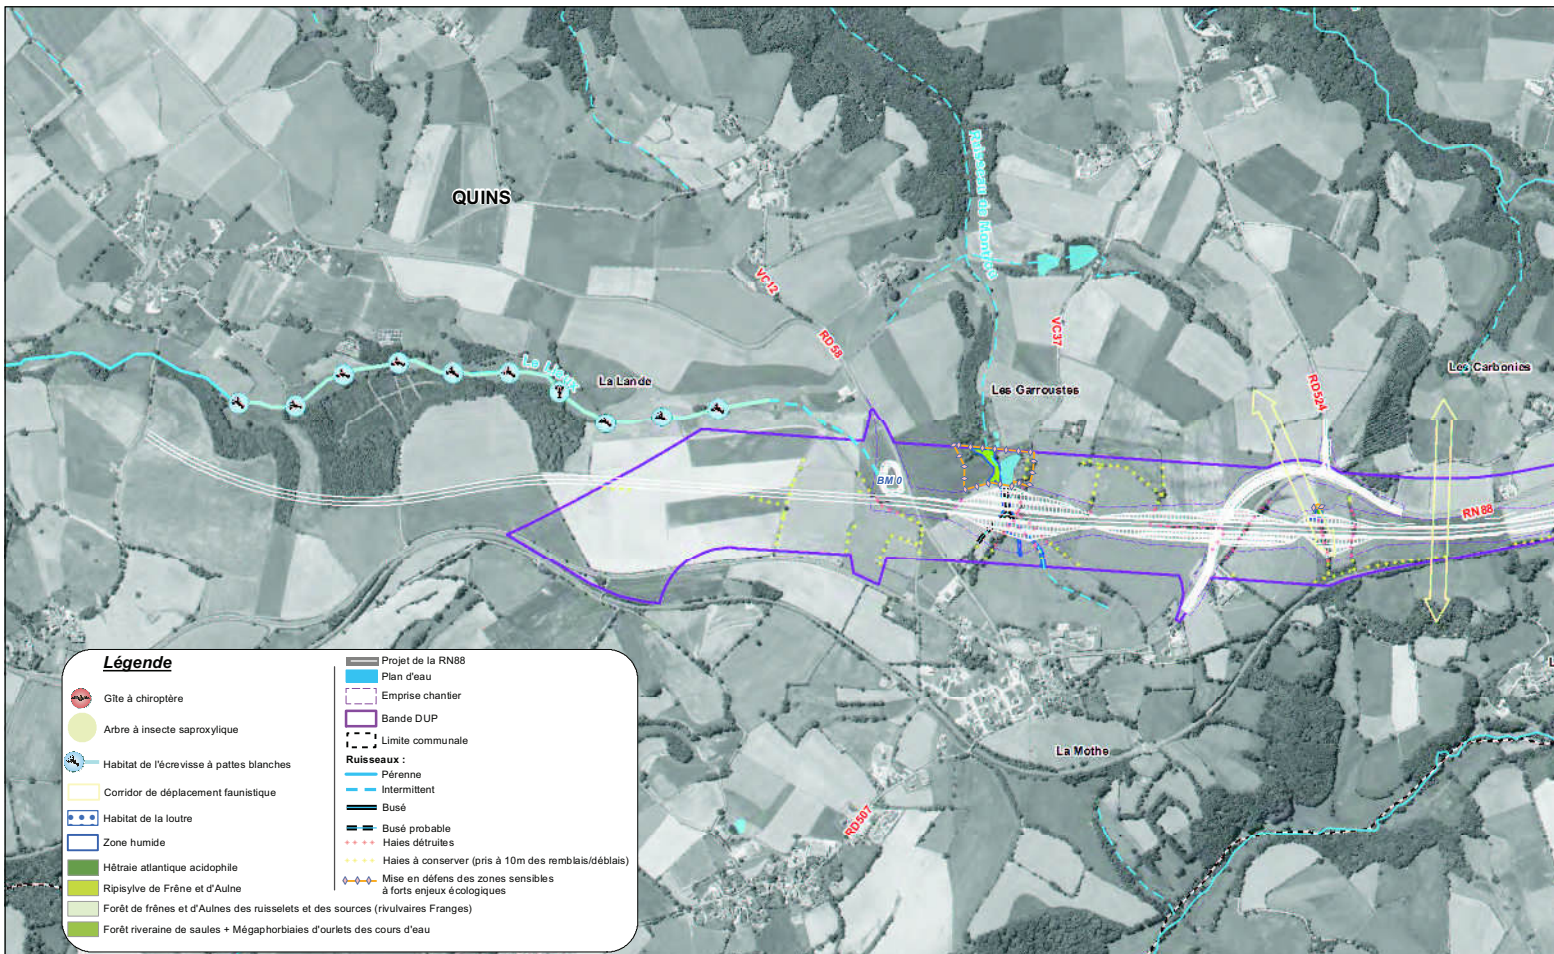 QUINS
Ruisseau de Montres
VC12
RD58
VC37
Les Carbonies
RD524
La Lande
Les Garroustes
BM 0
RN 88
La Mothe
RD507
Légende
Gîte à chiroptère
Arbre à insecte saproxylique
Habitat de l'écrevisse à pattes blanches
Corridor de déplacement faunistique
Habitat de la loutre
Zone humide
Hêtraie atlantique acidophile
Ripisylve de Frêne et d'Aulne
Forêt de frênes et d'Aulnes des ruisselets et des sources (rivulvaires Franges)
Forêt riveraine de saules + Mégaphorbiaies d'ourlets des cours d'eau
Projet de la RN88
Plan d'eau
Emprise chantier
Bande DUP
Limite communale
Ruisseaux :
Pérenne
Intermittent
Busé
Busé probable
Haies détruites
Haies à conserver (pris à 10m des remblais/déblais)
Mise en défens des zones sensibles
à forts enjeux écologiques